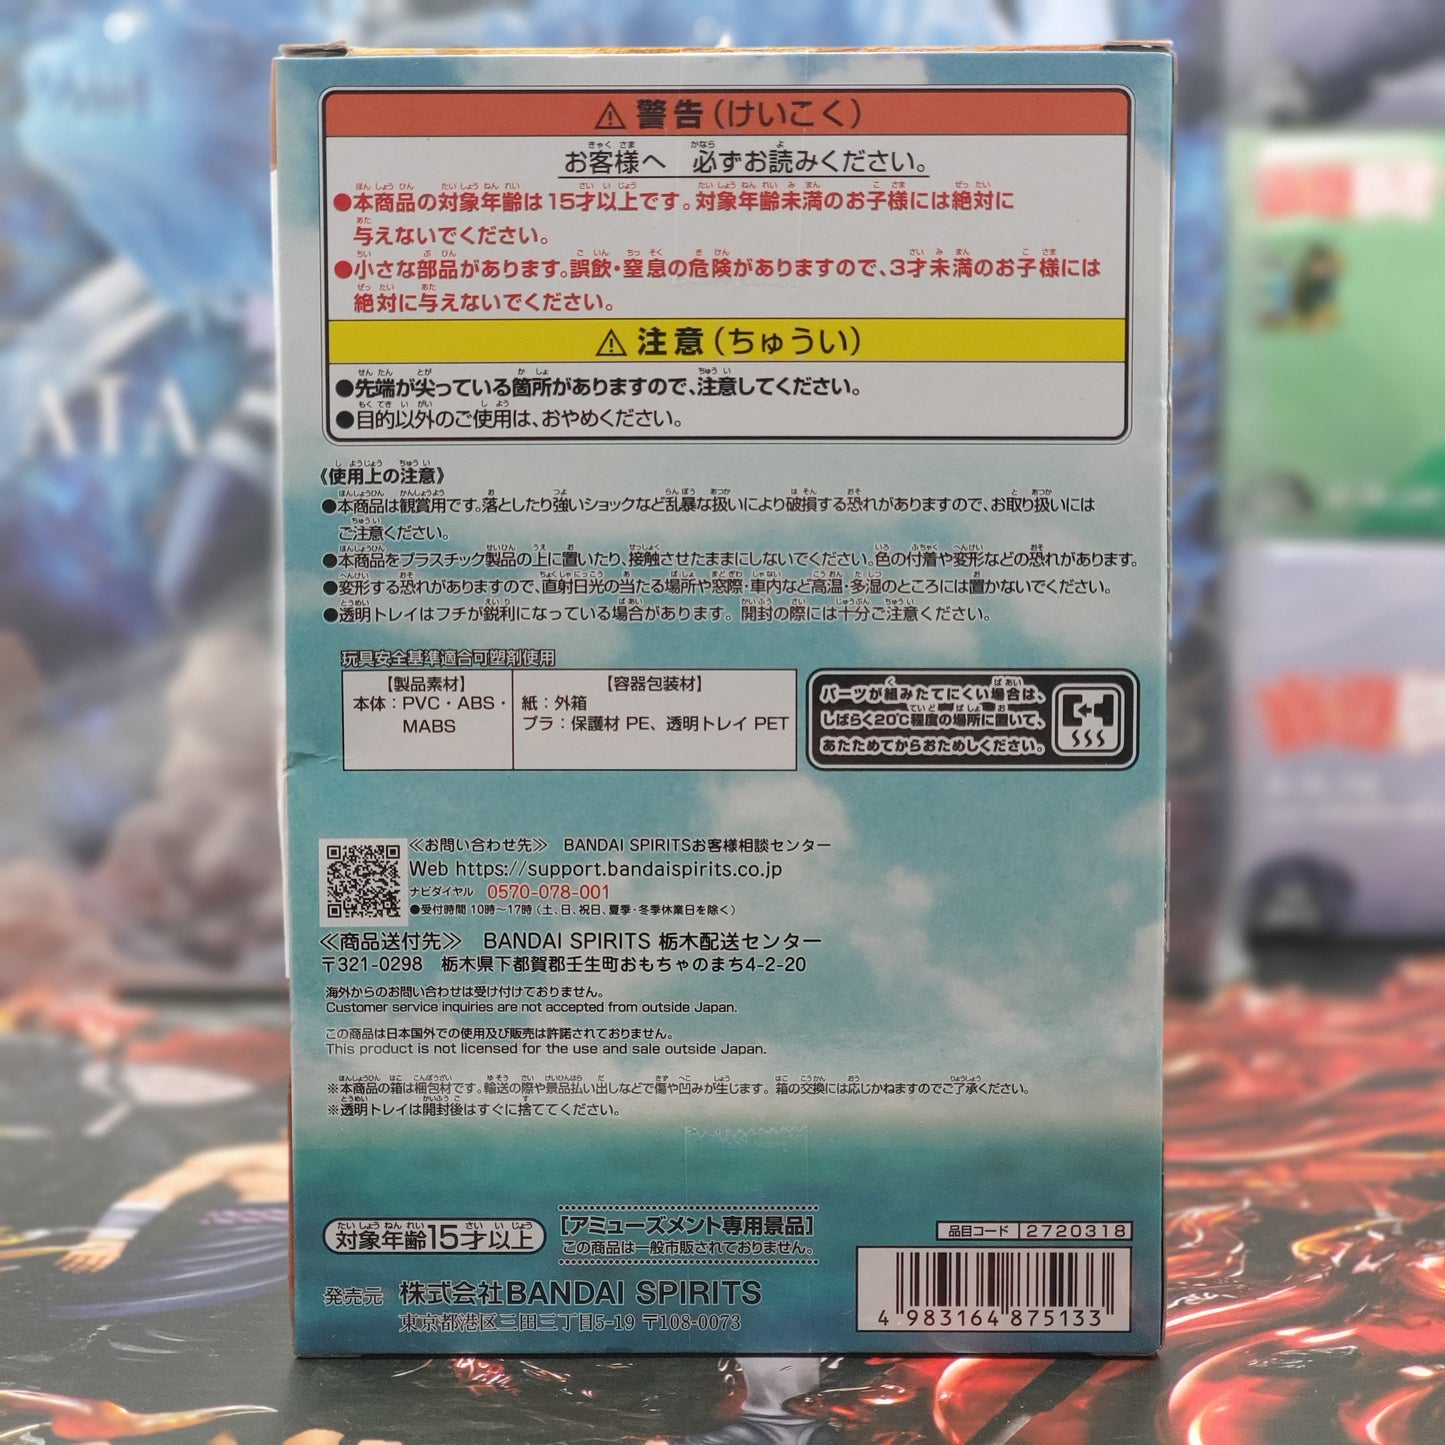 ⚠ 警告(けいこく)
お客様へ 必ずお読みください。
●本商品の対象年齢は15才以上です。対象年齢未満のお子様には絶対に
与えないでください。
●小さな部品があります。誤飲・窒息の危険がありますので、3才未満のお子様には
絶対に与えないでください。
⚠ 注意(ちゅうい)
●先端が尖っている箇所がありますので、注意してください。
●目的以外のご使用は、おやめください。
《使用上の注意》
●本商品は観賞用です。落としたり強いショックなど乱暴な扱いにより破損する恐れがありますので、お取り扱いには
ご注意ください。
●本商品をプラスチック製品の上に置いたり、接触させたままにしないでください。色の付着や変形などの恐れがあります。
●変形する恐れがありますので、直射日光の当たる場所や窓際・車内など高温・多湿のところには置かないでください。
●透明トレイはフチが鋭利になっている場合があります。開封の際には十分ご注意ください。
玩具安全基準適合可塑剤使用
【製品素材】
本体：PVC・ABS・
MABS
【容器包装材】
紙：外箱
プラ：保護材 PE、透明トレイ PET
パーツが組みたてにくい場合は、
しばらく20℃程度の場所に置いて、
あたためてからおためしください。
≪お問い合わせ先≫ BANDAI SPIRITSお客様相談センター
Web https://support.bandaispirits.co.jp
ナビダイヤル 0570-078-001
●受付時間 10時～17時(土、日、祝日、夏季・冬季休業日を除く)
≪商品送付先≫ BANDAI SPIRITS 栃木配送センター
〒321-0298 栃木県下都賀郡壬生町おもちゃのまち4-2-20
海外からのお問い合わせは受け付けておりません。
Customer service inquiries are not accepted from outside Japan.
この商品は日本国外での使用及び販売は許諾されておりません。
This product is not licensed for the use and sale outside Japan.
※本商品の箱は梱包材です。輸送の際や景品払い出しなどで傷や凹みが生じます。箱の交換には応じかねますのでご了承ください。
※透明トレイは開封後はすぐに捨ててください。
対象年齢15才以上
[アミューズメント専用景品]
この商品は一般市販されておりません。
品目コード 2720318
発売元 株式会社BANDAI SPIRITS
東京都港区三田三丁目5-19 〒108-0073
4 983164 875133
ATA